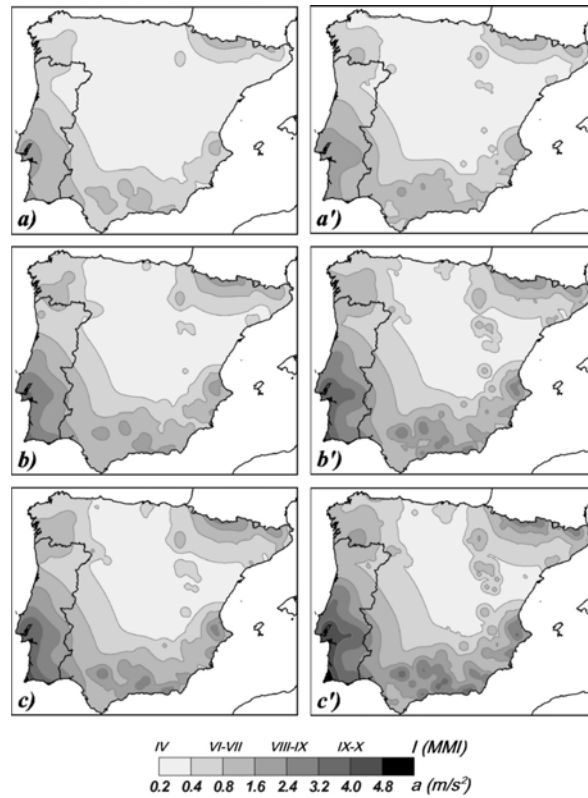 a) a')
b) b')
c) c')
IV VI-VII VIII-IX IX-X I (MMI)
0.2 0.4 0.8 1.6 2.4 3.2 4.0 4.8 a (m/s²)